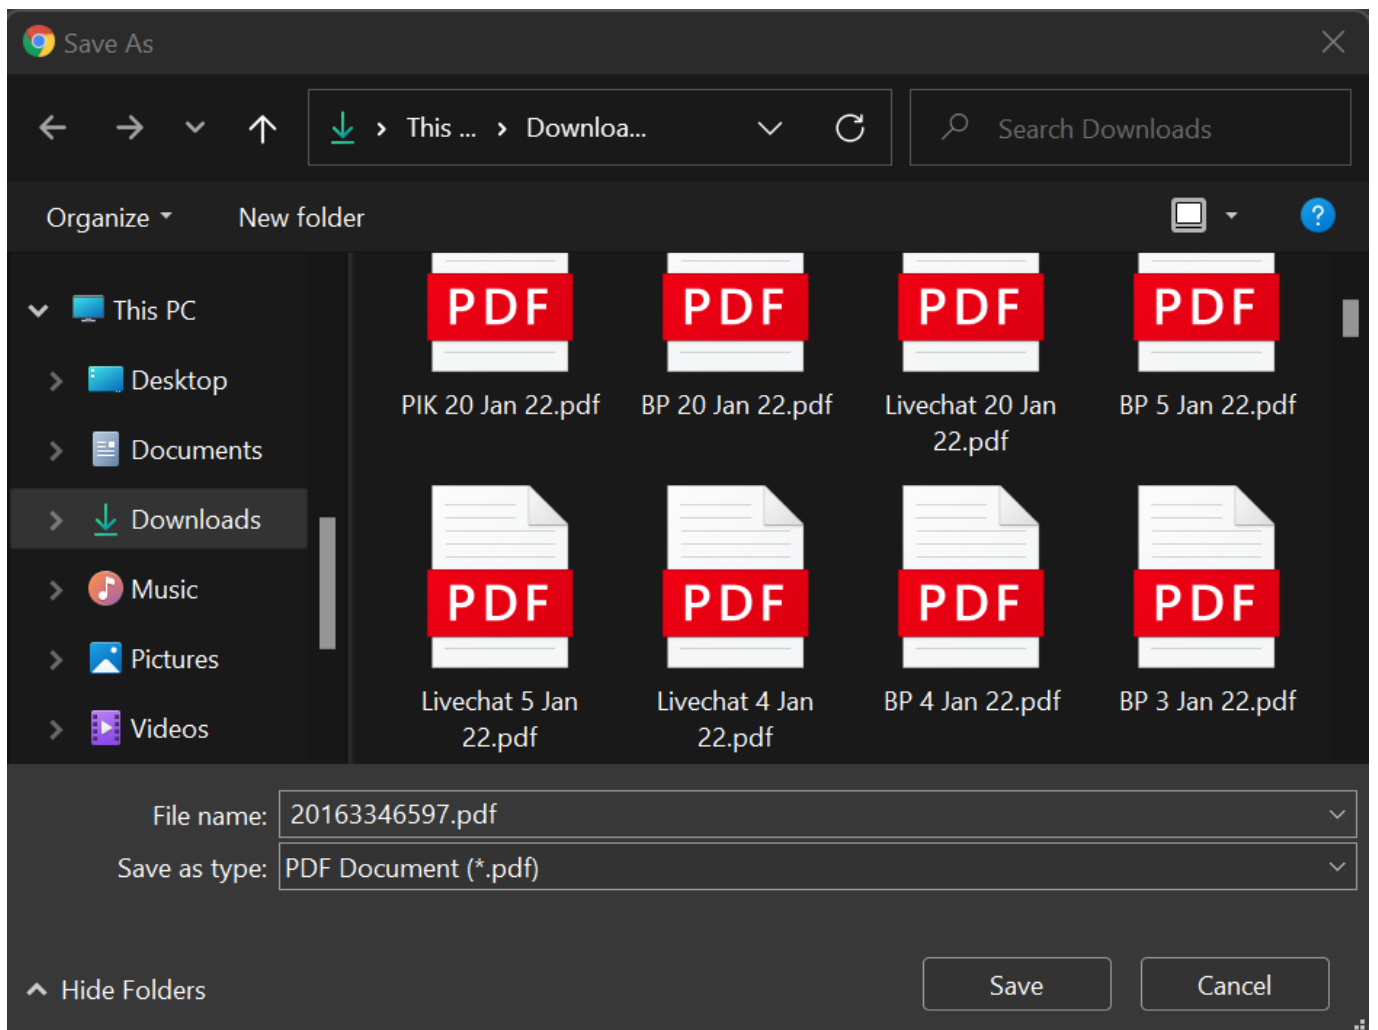 Save As
This ... Downloa...
Search Downloads
Organize
New folder
?
This PC
Desktop
Documents
Downloads
Music
Pictures
Videos
PDF
PDF
PDF
PDF
PIK 20 Jan 22.pdf
BP 20 Jan 22.pdf
Livechat 20 Jan
22.pdf
BP 5 Jan 22.pdf
PDF
PDF
PDF
PDF
Livechat 5 Jan
22.pdf
Livechat 4 Jan
22.pdf
BP 4 Jan 22.pdf
BP 3 Jan 22.pdf
File name: 20163346597.pdf
Save as type: PDF Document (*.pdf)
Hide Folders
Save
Cancel